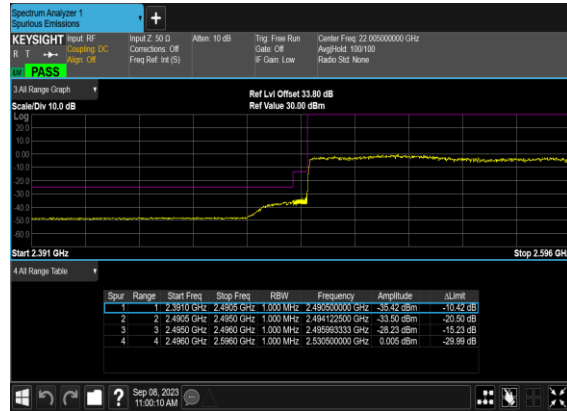 Spectrum Analyzer 1
Spurious Emissions
KEYSIGHT Input: RF Input Z: 50 Ω Atten: 10 dB Trig: Free Run Center Freq: 22.005000000 GHz
R T Coupling: DC Corrections: Off Gate: Off Avg|Hold: 100/100
Align: Off Freq Ref: Int (S) IF Gain: Low Radio Std: None
LM PASS
3 All Range Graph
Ref Lvl Offset 33.80 dB
Scale/Div 10.0 dB Ref Value 30.00 dBm
Log
20.0
10.0
0.00
-10.0
-20.0
-30.0
-40.0
-50.0
-60.0
Start 2.391 GHz Stop 2.596 GH
4 All Range Table
Spur Range Start Freq Stop Freq RBW Frequency Amplitude ΔLimit
1 1 2.3910 GHz 2.4905 GHz 1.000 MHz 2.490500000 GHz -35.42 dBm -10.42 dB
2 2 2.4905 GHz 2.4950 GHz 1.000 MHz 2.494122500 GHz -33.50 dBm -20.50 dB
3 3 2.4950 GHz 2.4960 GHz 1.000 MHz 2.495993333 GHz -28.23 dBm -15.23 dB
4 4 2.4960 GHz 2.5960 GHz 1.000 MHz 2.530500000 GHz 0.005 dBm -29.99 dB
Sep 08, 2023
11:00:10 AM